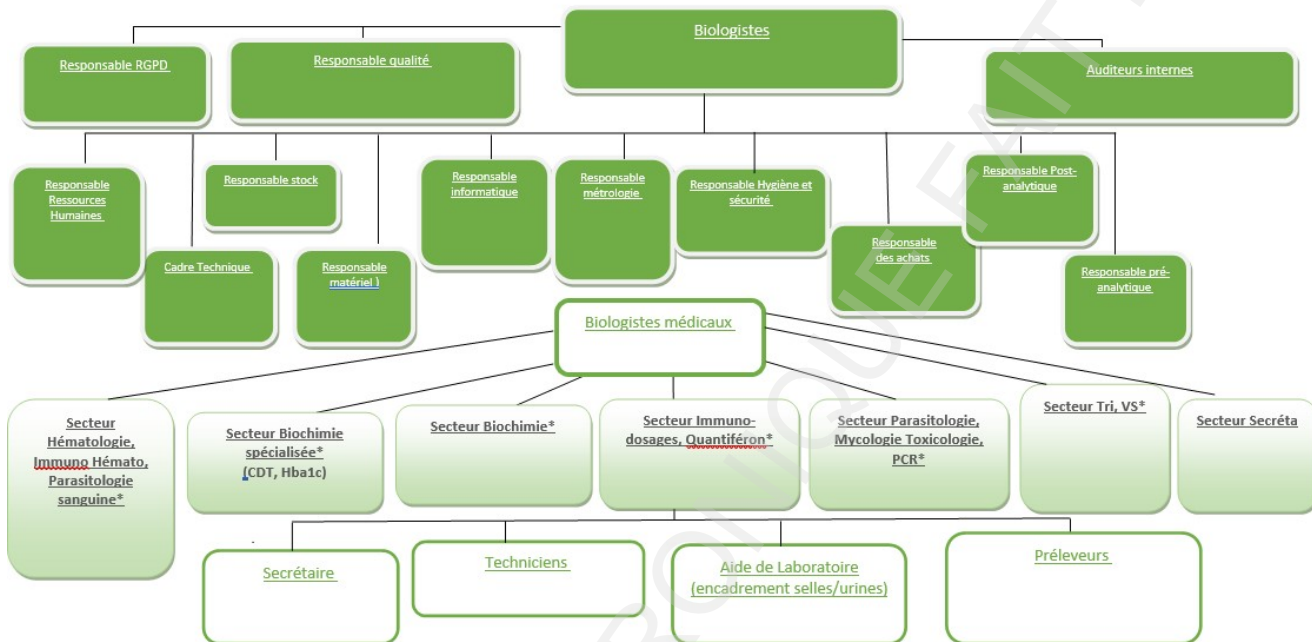 Biologistes
Responsable RGPD
Responsable qualité
Auditeurs internes
Responsable
Ressources
Humaines
Cadre Technique
Responsable stock
Responsable
matériel )
Responsable
informatique
Responsable
métrologie
Responsable Hygiène et
sécurité
Responsable
des achats
Responsable Post-
analytique
Responsable pré-
analytique
Biologistes médicaux
Secteur
Hématologie,
Immuno Hémato,
Parasitologie
sanguine*
Secteur Biochimie
spécialisée*
(CDT, Hba1c)
Secteur Biochimie*
Secteur Immuno-
dosages, Quantiféron*
Secteur Parasitologie,
Mycologie Toxicologie,
PCR*
Secteur Tri, VS*
Secteur Secréta
Secrétaire
Techniciens
Aide de Laboratoire
(encadrement selles/urines)
Préleveurs
RONIQUE FAIT